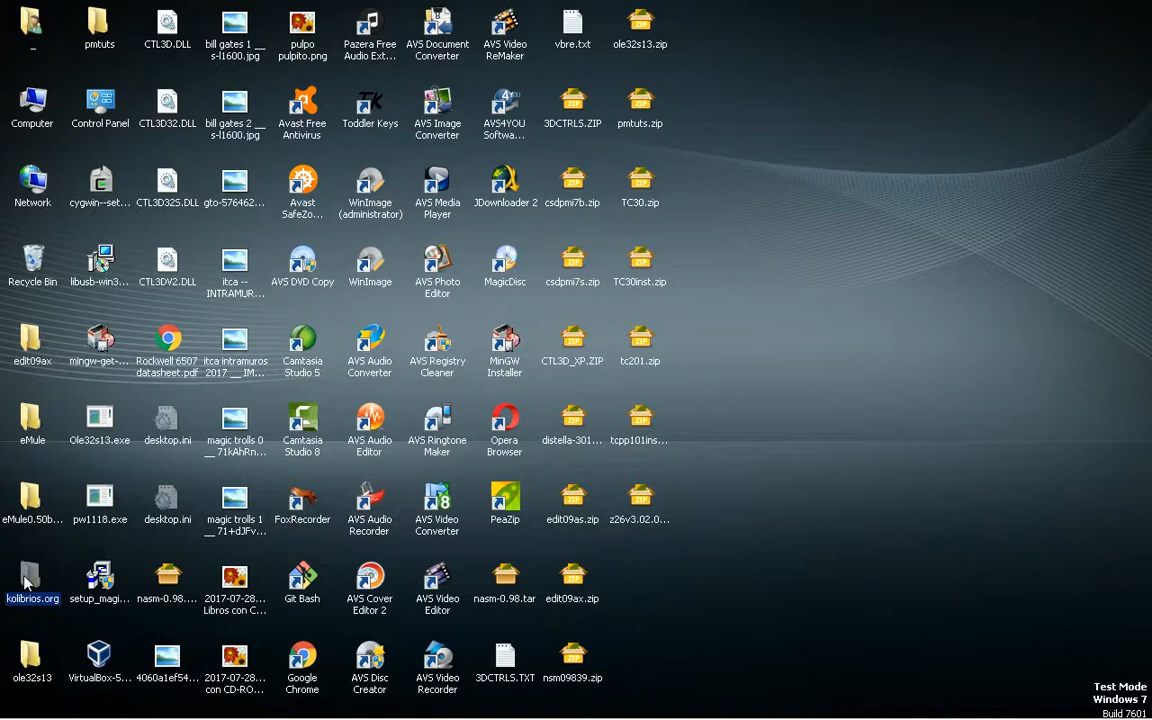 _
pmtuts
CTL3D.DLL
bill gates 1 __
s-l1600.jpg
pulpo
pulpito.png
Pazera Free
Audio Ext...
AVS Document
Converter
AVS Video
ReMaker
vbre.txt
ole32s13.zip
Computer
Control Panel
CTL3D32.DLL
bill gates 2 __
s-l1600.jpg
Avast Free
Antivirus
Toddler Keys
AVS Image
Converter
AVS4YOU
Softwa...
3DCTRLS.ZIP
pmtuts.zip
Network
cygwin--set...
CTL3D32S.DLL
gto-576462...
Avast
SafeZo...
WinImage
(administrator)
AVS Media
Player
JDownloader 2
csdpmi7b.zip
TC30.zip
Recycle Bin
libusb-win3...
CTL3DV2.DLL
itca --
INTRAMUR...
AVS DVD Copy
WinImage
AVS Photo
Editor
MagicDisc
csdpmi7s.zip
TC30inst.zip
edit09ax
mingw-get-...
Rockwell 6507
datasheet.pdf
itca intramuros
2017 __ IM...
Camtasia
Studio 5
AVS Audio
Converter
AVS Registry
Cleaner
MinGW
Installer
CTL3D_XP.ZIP
tc201.zip
eMule
Ole32s13.exe
desktop.ini
magic trolls 0
__ 71kAhRn...
Camtasia
Studio 8
AVS Audio
Editor
AVS Ringtone
Maker
Opera
Browser
distella-301...
tcpp101ins...
eMule0.50b...
pw1118.exe
desktop.ini
magic trolls 1
__ 71+dJFv...
FoxRecorder
AVS Audio
Recorder
AVS Video
Converter
PeaZip
edit09as.zip
z26v3.02.0...
kolibrios.org
setup_magi...
nasm-0.98....
2017-07-28...
Libros con C...
Git Bash
AVS Cover
Editor 2
AVS Video
Editor
nasm-0.98.tar
edit09ax.zip
ole32s13
VirtualBox-5...
4060a1ef54...
2017-07-28...
con CD-RO...
Google
Chrome
AVS Disc
Creator
AVS Video
Recorder
3DCTRLS.TXT
nsm09839.zip
Test Mode
Windows 7
Build 7601